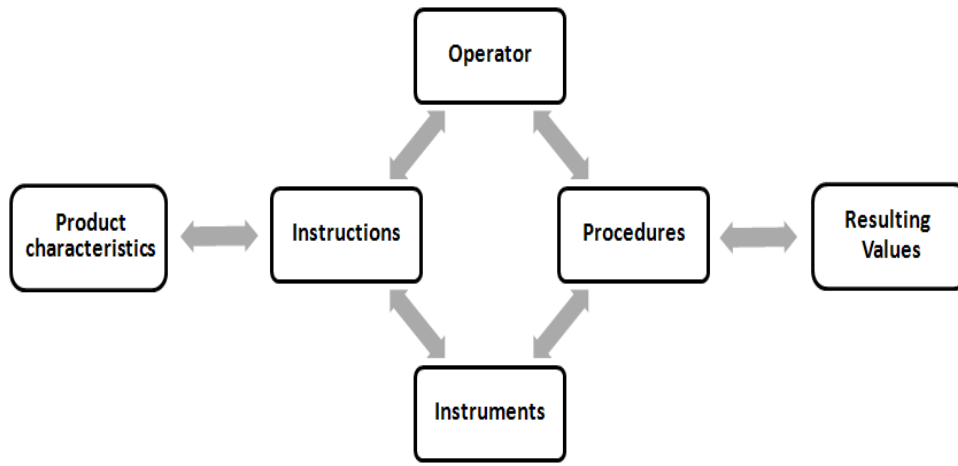 Operator
Product
characteristics
Instructions
Procedures
Resulting
Values
Instruments